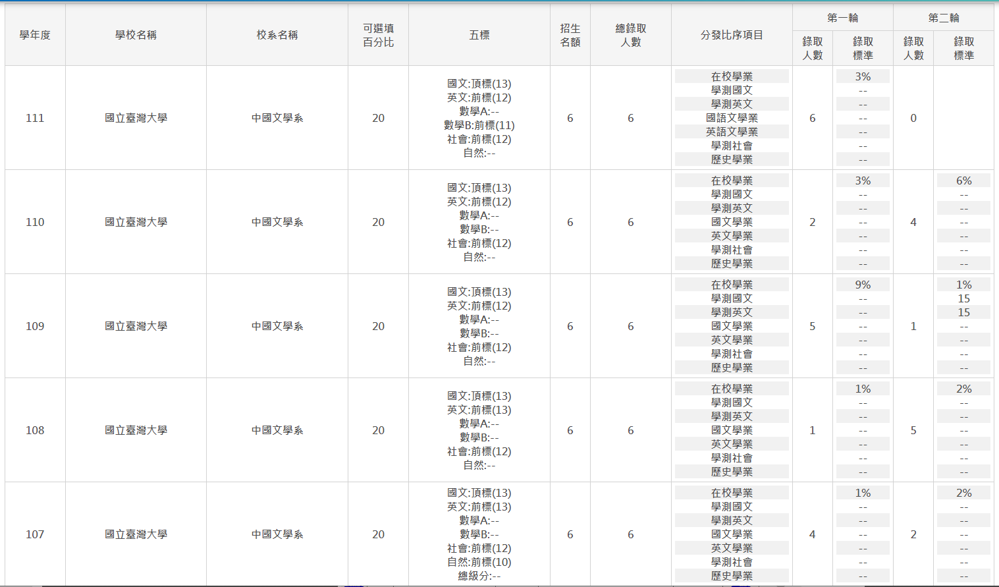 學年度 學校名稱 校系名稱 可選填百分比 五標 招生名額 總錄取人數 分發比序項目 第一輪 第二輪
錄取人數 錄取標準 錄取人數 錄取標準
111 國立臺灣大學 中國文學系 20
國文:頂標(13)
英文:前標(12)
數學A:--
數學B:前標(11)
社會:前標(12)
自然:--
6 6
在校學業
學測國文
學測英文
國語文學業
英語文學業
學測社會
歷史學業
6
3%
--
--
--
--
--
--
0
110 國立臺灣大學 中國文學系 20
國文:頂標(13)
英文:前標(12)
數學A:--
數學B:--
社會:前標(12)
自然:--
6 6
在校學業
學測國文
學測英文
國文學業
英文學業
學測社會
歷史學業
2
3%
--
--
--
--
--
--
4
6%
--
--
--
--
--
--
109 國立臺灣大學 中國文學系 20
國文:頂標(13)
英文:前標(12)
數學A:--
數學B:--
社會:前標(12)
自然:--
6 6
在校學業
學測國文
學測英文
國文學業
英文學業
學測社會
歷史學業
5
9%
--
--
--
--
--
--
1
1%
15
15
--
--
--
--
108 國立臺灣大學 中國文學系 20
國文:頂標(13)
英文:前標(13)
數學A:--
數學B:--
社會:前標(12)
自然:--
6 6
在校學業
學測國文
學測英文
國文學業
英文學業
學測社會
歷史學業
1
1%
--
--
--
--
--
--
5
2%
--
--
--
--
--
--
107 國立臺灣大學 中國文學系 20
國文:頂標(13)
英文:前標(13)
數學A:--
數學B:--
社會:前標(12)
自然:前標(10)
總級分:--
6 6
在校學業
學測國文
學測英文
國文學業
英文學業
學測社會
歷史學業
4
1%
--
--
--
--
--
--
2
2%
--
--
--
--
--
--